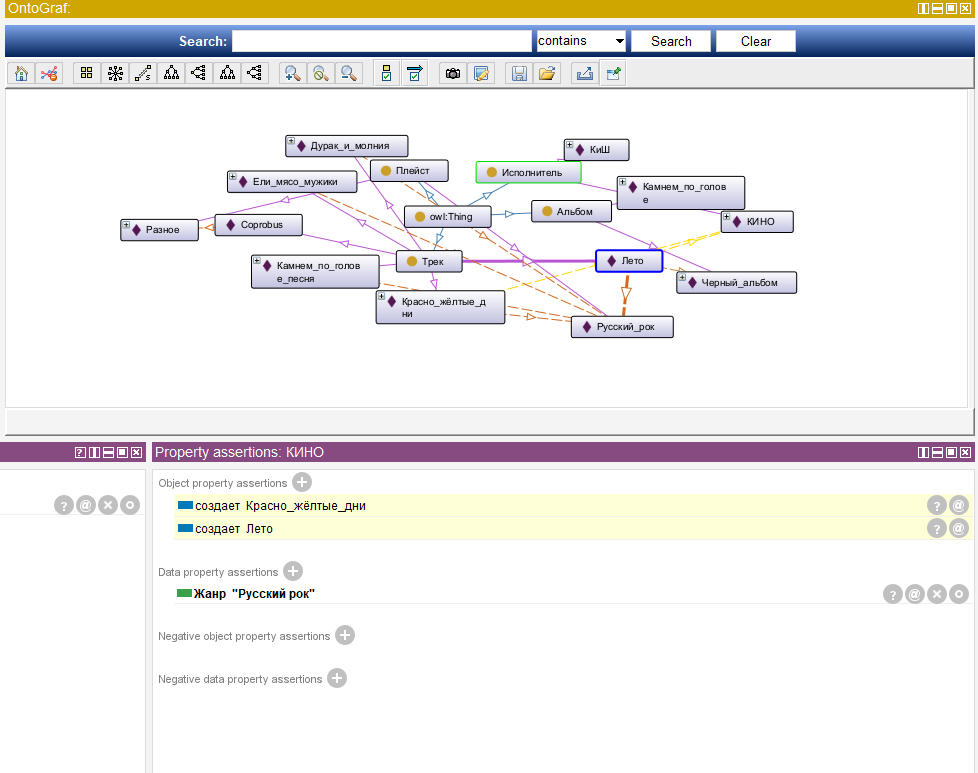 OntoGraf:
Search:
contains
Search
Clear
Дурак_и_молния
КиШ
Плейст
Исполнитель
Ели_мясо_мужики
Камнем_по_голов
е
owl:Thing
Альбом
КИНО
Разное
Coprobus
Трек
Лето
Камнем_по_голов
е_песня
Черный_альбом
Красно_жёлтые_д
ни
Русский_рок
Property assertions: КИНО
Object property assertions
создает Красно_жёлтые_дни
создает Лето
Data property assertions
Жанр "Русский рок"
Negative object property assertions
Negative data property assertions